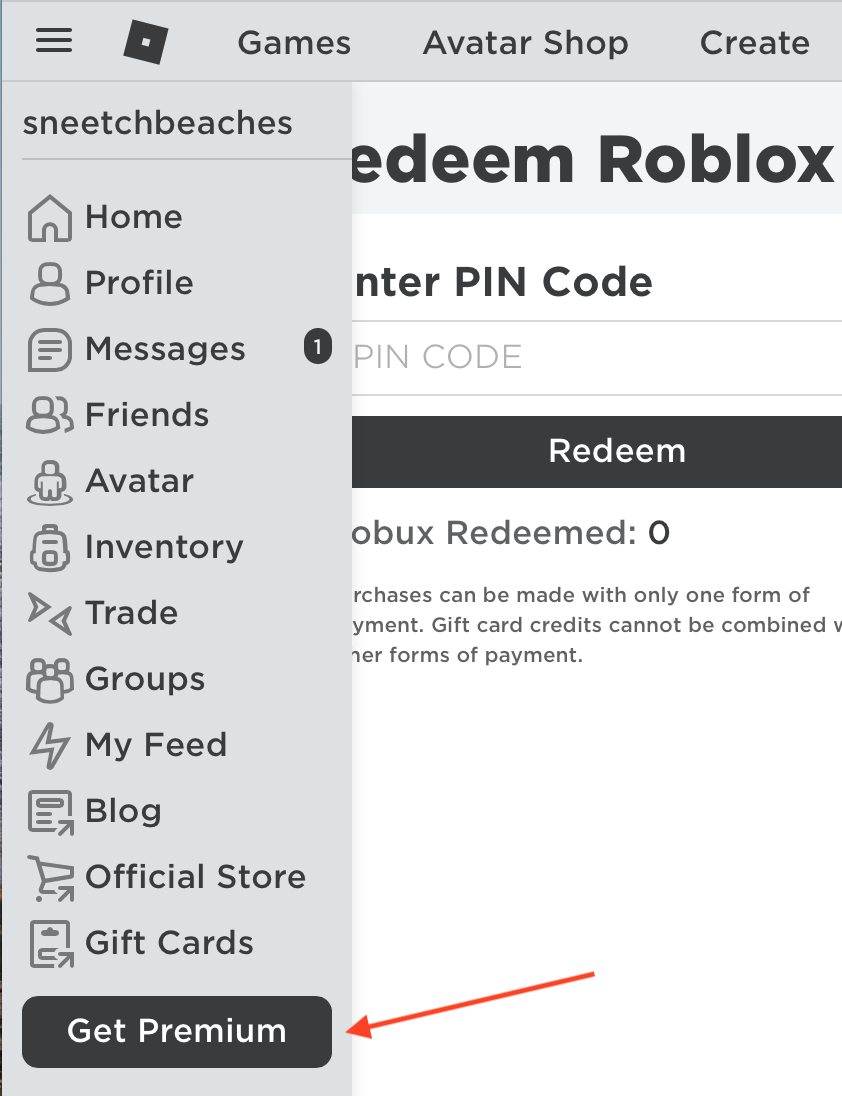 Games Avatar Shop Create
sneetchbeaches
Home
Profile
Messages 1
Friends
Avatar
Inventory
Trade
Groups
My Feed
Blog
Official Store
Gift Cards
Get Premium
edeem Roblox
nter PIN Code
PIN CODE
Redeem
obux Redeemed: 0
rchases can be made with only one form of
yment. Gift card credits cannot be combined
er forms of payment.